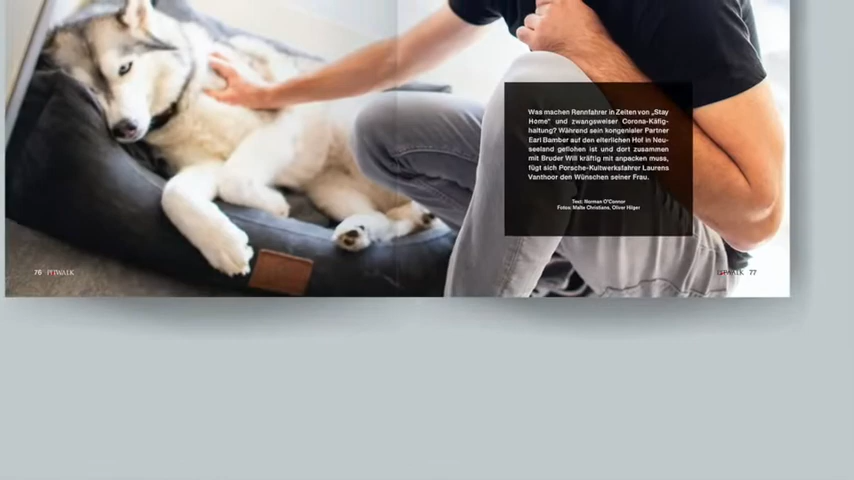 Was machen Rennfahrer in Zeiten von „Stay
Home“ und zwangsweiser Corona-Käfig-
haltung? Während sein kongenialer Partner
Earl Bamber auf den elterlichen Hof in Neu-
seeland geflohen ist und dort zusammen
mit Bruder Will kräftig mit anpacken muss,
fügt sich Porsche-Kultwerksfahrer Laurens
Vanthoor den Wünschen seiner Frau.
Text: Norman O'Connor
Fotos: Malte Christians, Oliver Hilger
76 PITWALK
PITWALK 77